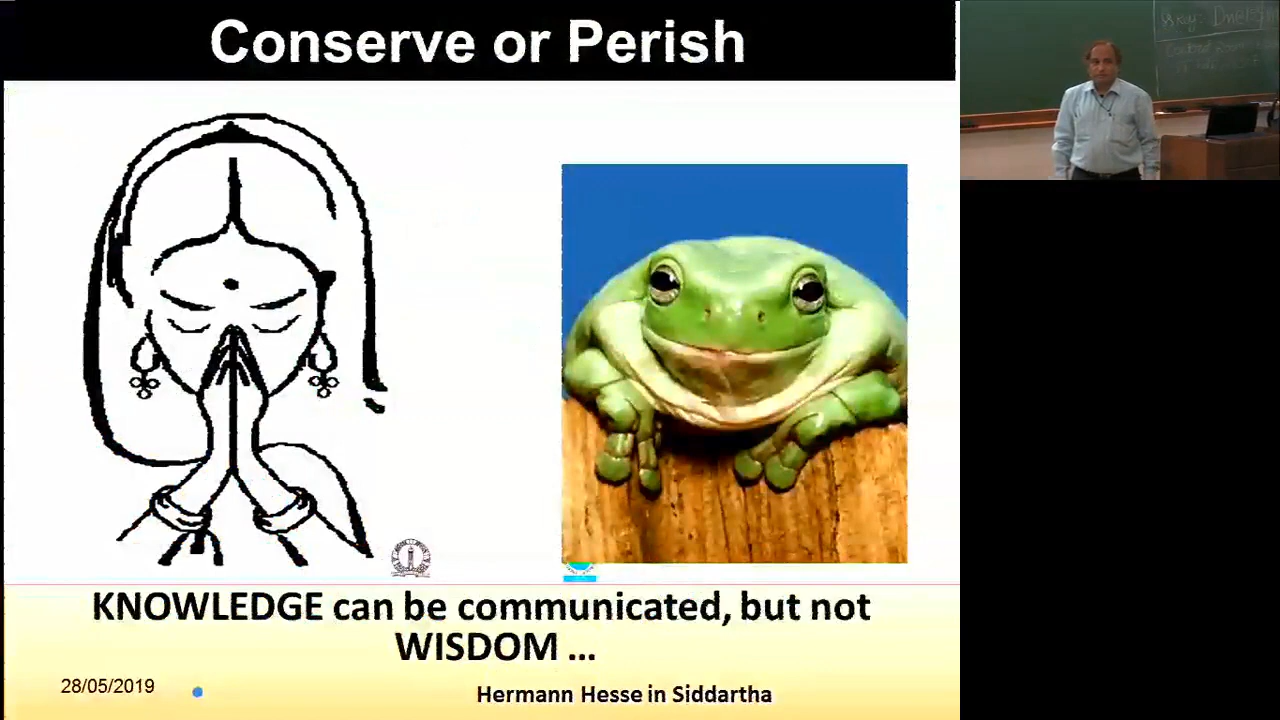 Conserve or Perish
KNOWLEDGE can be communicated, but not
WISDOM ...
28/05/2019
Hermann Hesse in Siddartha